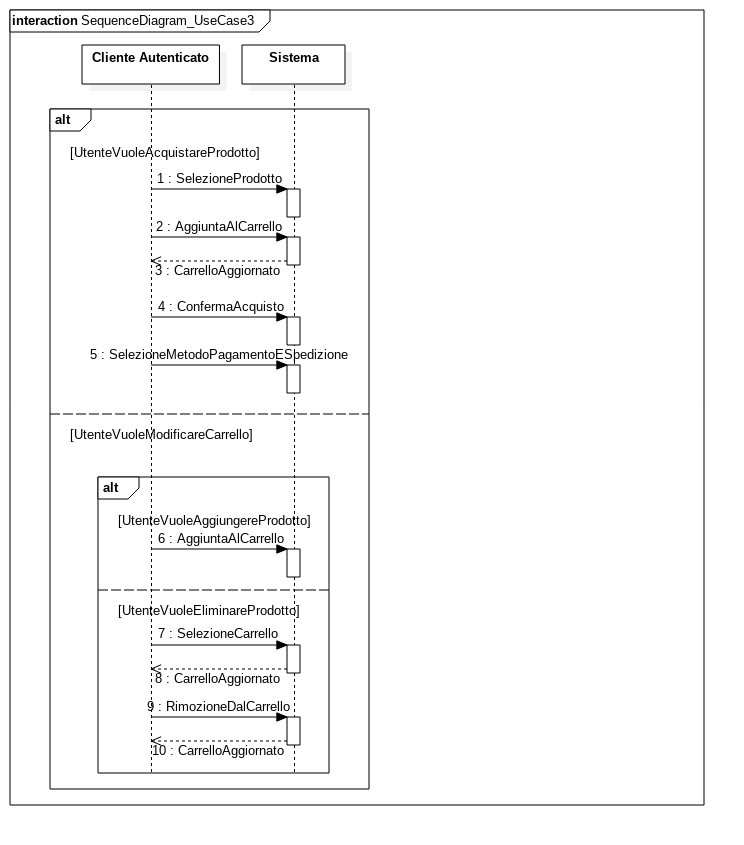 interaction SequenceDiagram_UseCase3
Cliente Autenticato
Sistema
alt
[UtenteVuoleAcquistareProdotto]
1 : SelezioneProdotto
2 : AggiuntaAlCarrello
3 : CarrelloAggiornato
4 : ConfermaAcquisto
5 : SelezioneMetodoPagamentoESpedizione
[UtenteVuoleModificareCarrello]
alt
[UtenteVuoleAggiungereProdotto]
6 : AggiuntaAlCarrello
[UtenteVuoleEliminareProdotto]
7 : SelezioneCarrello
8 : CarrelloAggiornato
9 : RimozioneDalCarrello
10 : CarrelloAggiornato